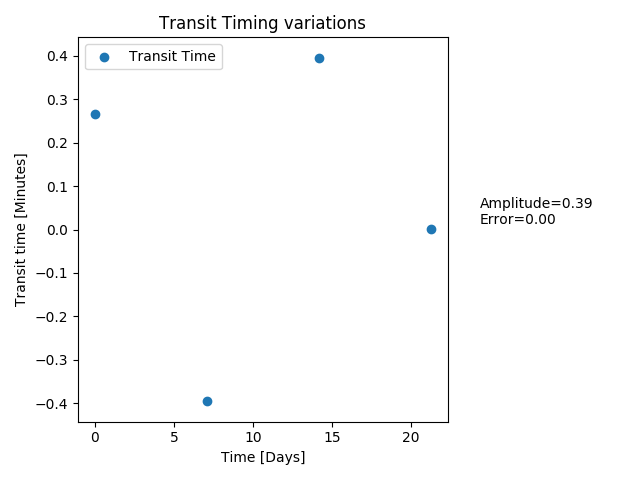 Transit Timing variations
Transit Time
0.4
0.3
0.2
0.1
0.0
−0.1
−0.2
−0.3
−0.4
Transit time [Minutes]
0
5
10
15
20
Time [Days]
Amplitude=0.39
Error=0.00